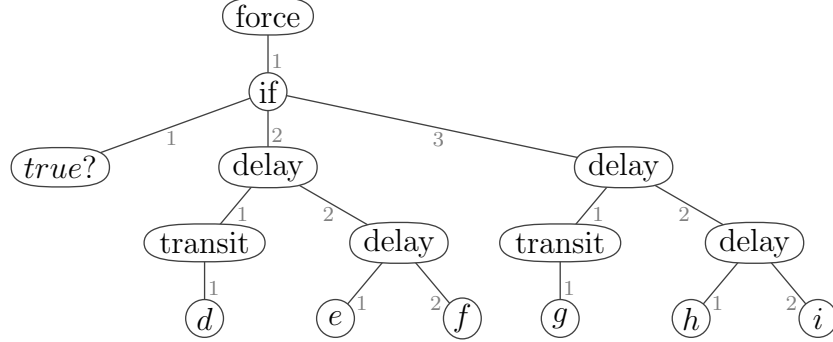 force
1
if
1 2 3
true? delay delay
1 2 1 2
transit delay transit delay
1 1 2 1 1 2
d e f g h i